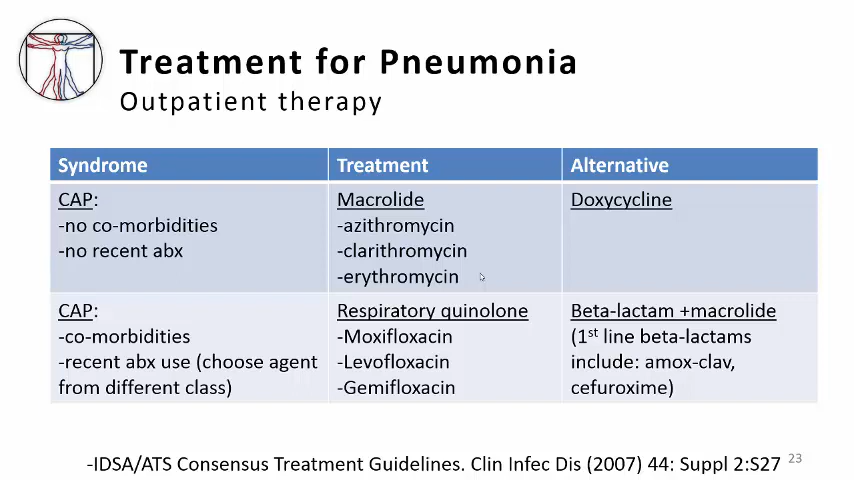 Treatment for Pneumonia
Outpatient therapy
Syndrome
Treatment
Alternative
CAP:
-no co-morbidities
-no recent abx
Macrolide
-azithromycin
-clarithromycin
-erythromycin
Doxycycline
CAP:
-co-morbidities
-recent abx use (choose agent
from different class)
Respiratory quinolone
-Moxifloxacin
-Levofloxacin
-Gemifloxacin
Beta-lactam +macrolide
(1st line beta-lactams
include: amox-clav,
cefuroxime)
-IDSA/ATS Consensus Treatment Guidelines. Clin Infec Dis (2007) 44: Suppl 2:S27
23